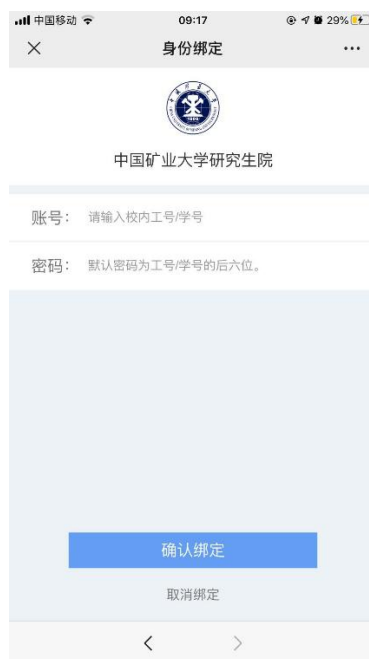 中国移动 09:17 29%
身份绑定
中国矿业大学研究生院
账号： 请输入校内工号/学号
密码： 默认密码为工号/学号的后六位。
确认绑定
取消绑定